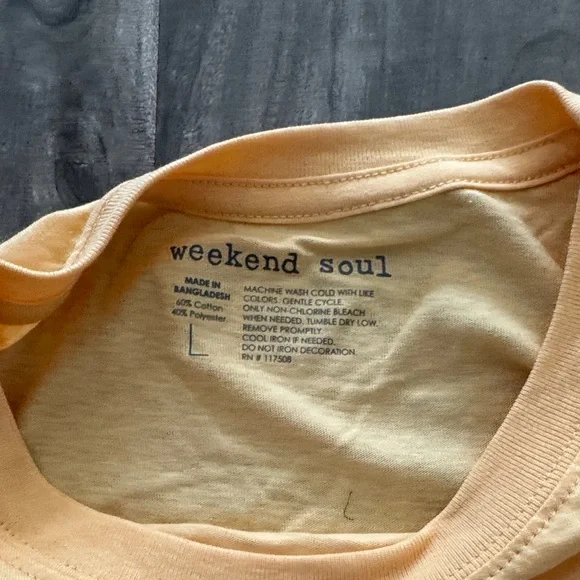 weekend soul
MADE IN
BANGLADESH
60% Cotton
40% Polyester
L
MACHINE WASH COLD WITH LIKE
COLORS. GENTLE CYCLE.
ONLY NON-CHLORINE BLEACH
WHEN NEEDED. TUMBLE DRY LOW.
REMOVE PROMPTLY.
COOL IRON IF NEEDED.
DO NOT IRON DECORATION.
RN # 117508